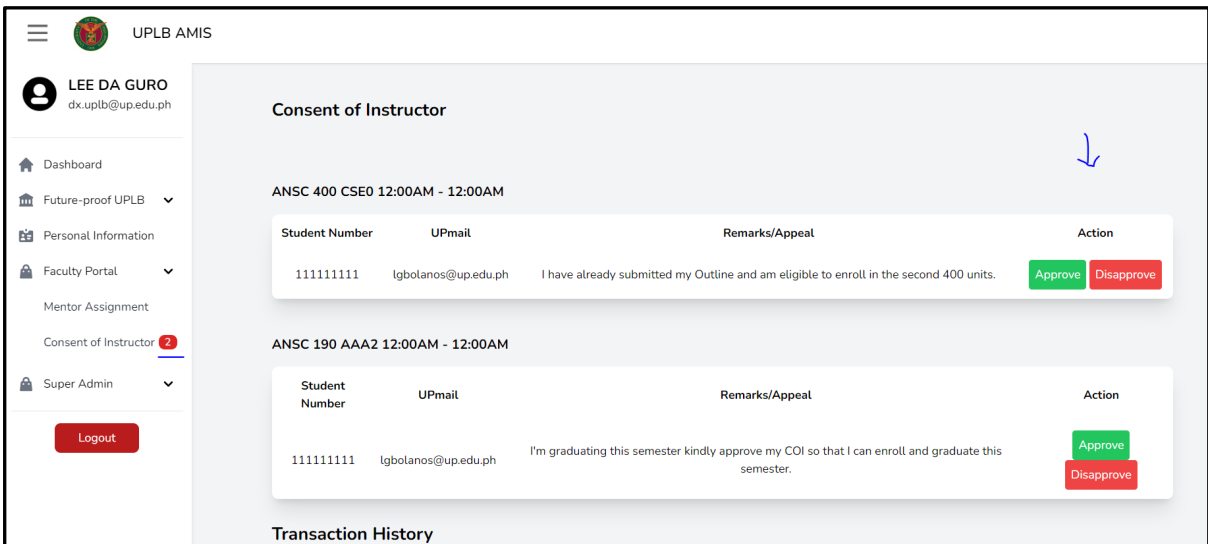 UPLB AMIS
LEE DA GURO
dx.uplb@up.edu.ph
Dashboard
Future-proof UPLB
Personal Information
Faculty Portal
Mentor Assignment
Consent of Instructor 2
Super Admin
Logout
Consent of Instructor
ANSC 400 CSE0 12:00AM - 12:00AM
Student Number UPmail Remarks/Appeal Action
111111111 lgbolanos@up.edu.ph I have already submitted my Outline and am eligible to enroll in the second 400 units. Approve Disapprove
ANSC 190 AAA2 12:00AM - 12:00AM
Student
Number UPmail Remarks/Appeal Action
111111111 lgbolanos@up.edu.ph I'm graduating this semester kindly approve my COI so that I can enroll and graduate this
semester.
Approve
Disapprove
Transaction History